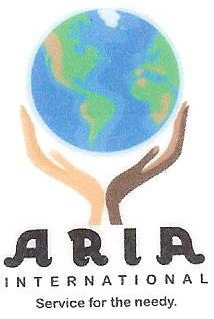 ARIA
INTERNATIONAL
Service for the needy.